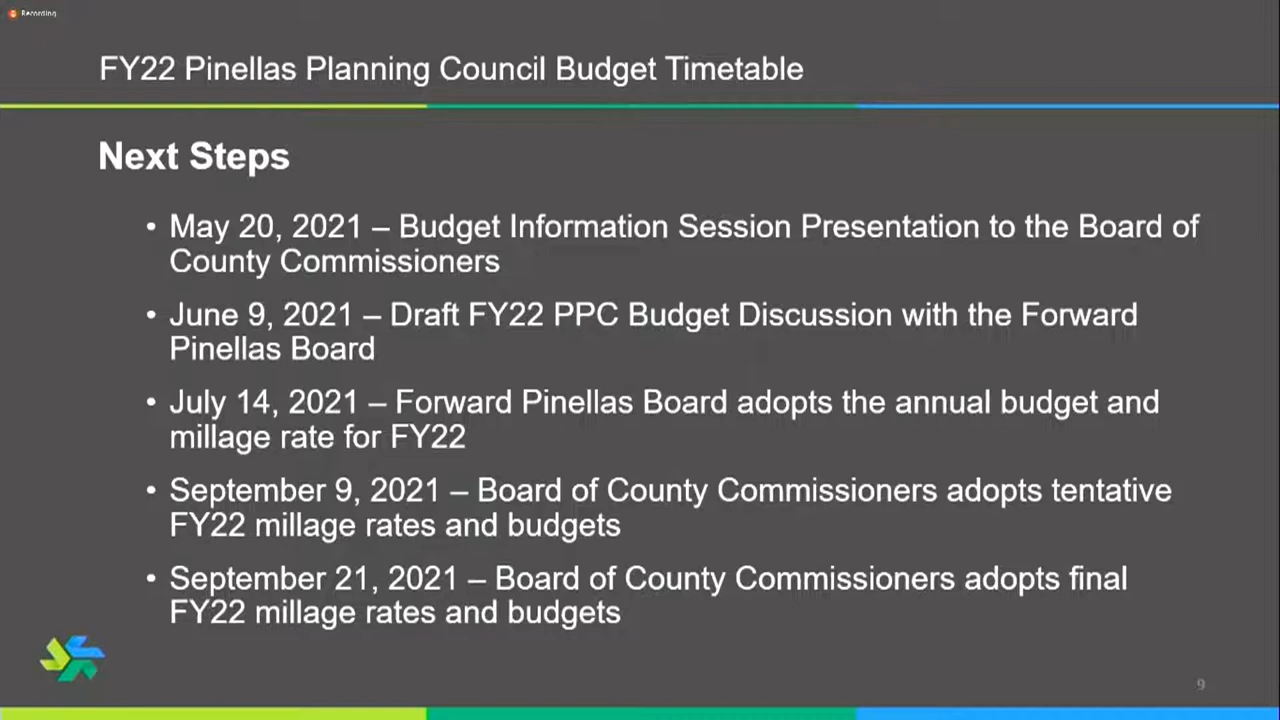 Recording
FY22 Pinellas Planning Council Budget Timetable
Next Steps
• May 20, 2021 – Budget Information Session Presentation to the Board of
County Commissioners
• June 9, 2021 – Draft FY22 PPC Budget Discussion with the Forward
Pinellas Board
• July 14, 2021 – Forward Pinellas Board adopts the annual budget and
millage rate for FY22
• September 9, 2021 – Board of County Commissioners adopts tentative
FY22 millage rates and budgets
• September 21, 2021 – Board of County Commissioners adopts final
FY22 millage rates and budgets
9